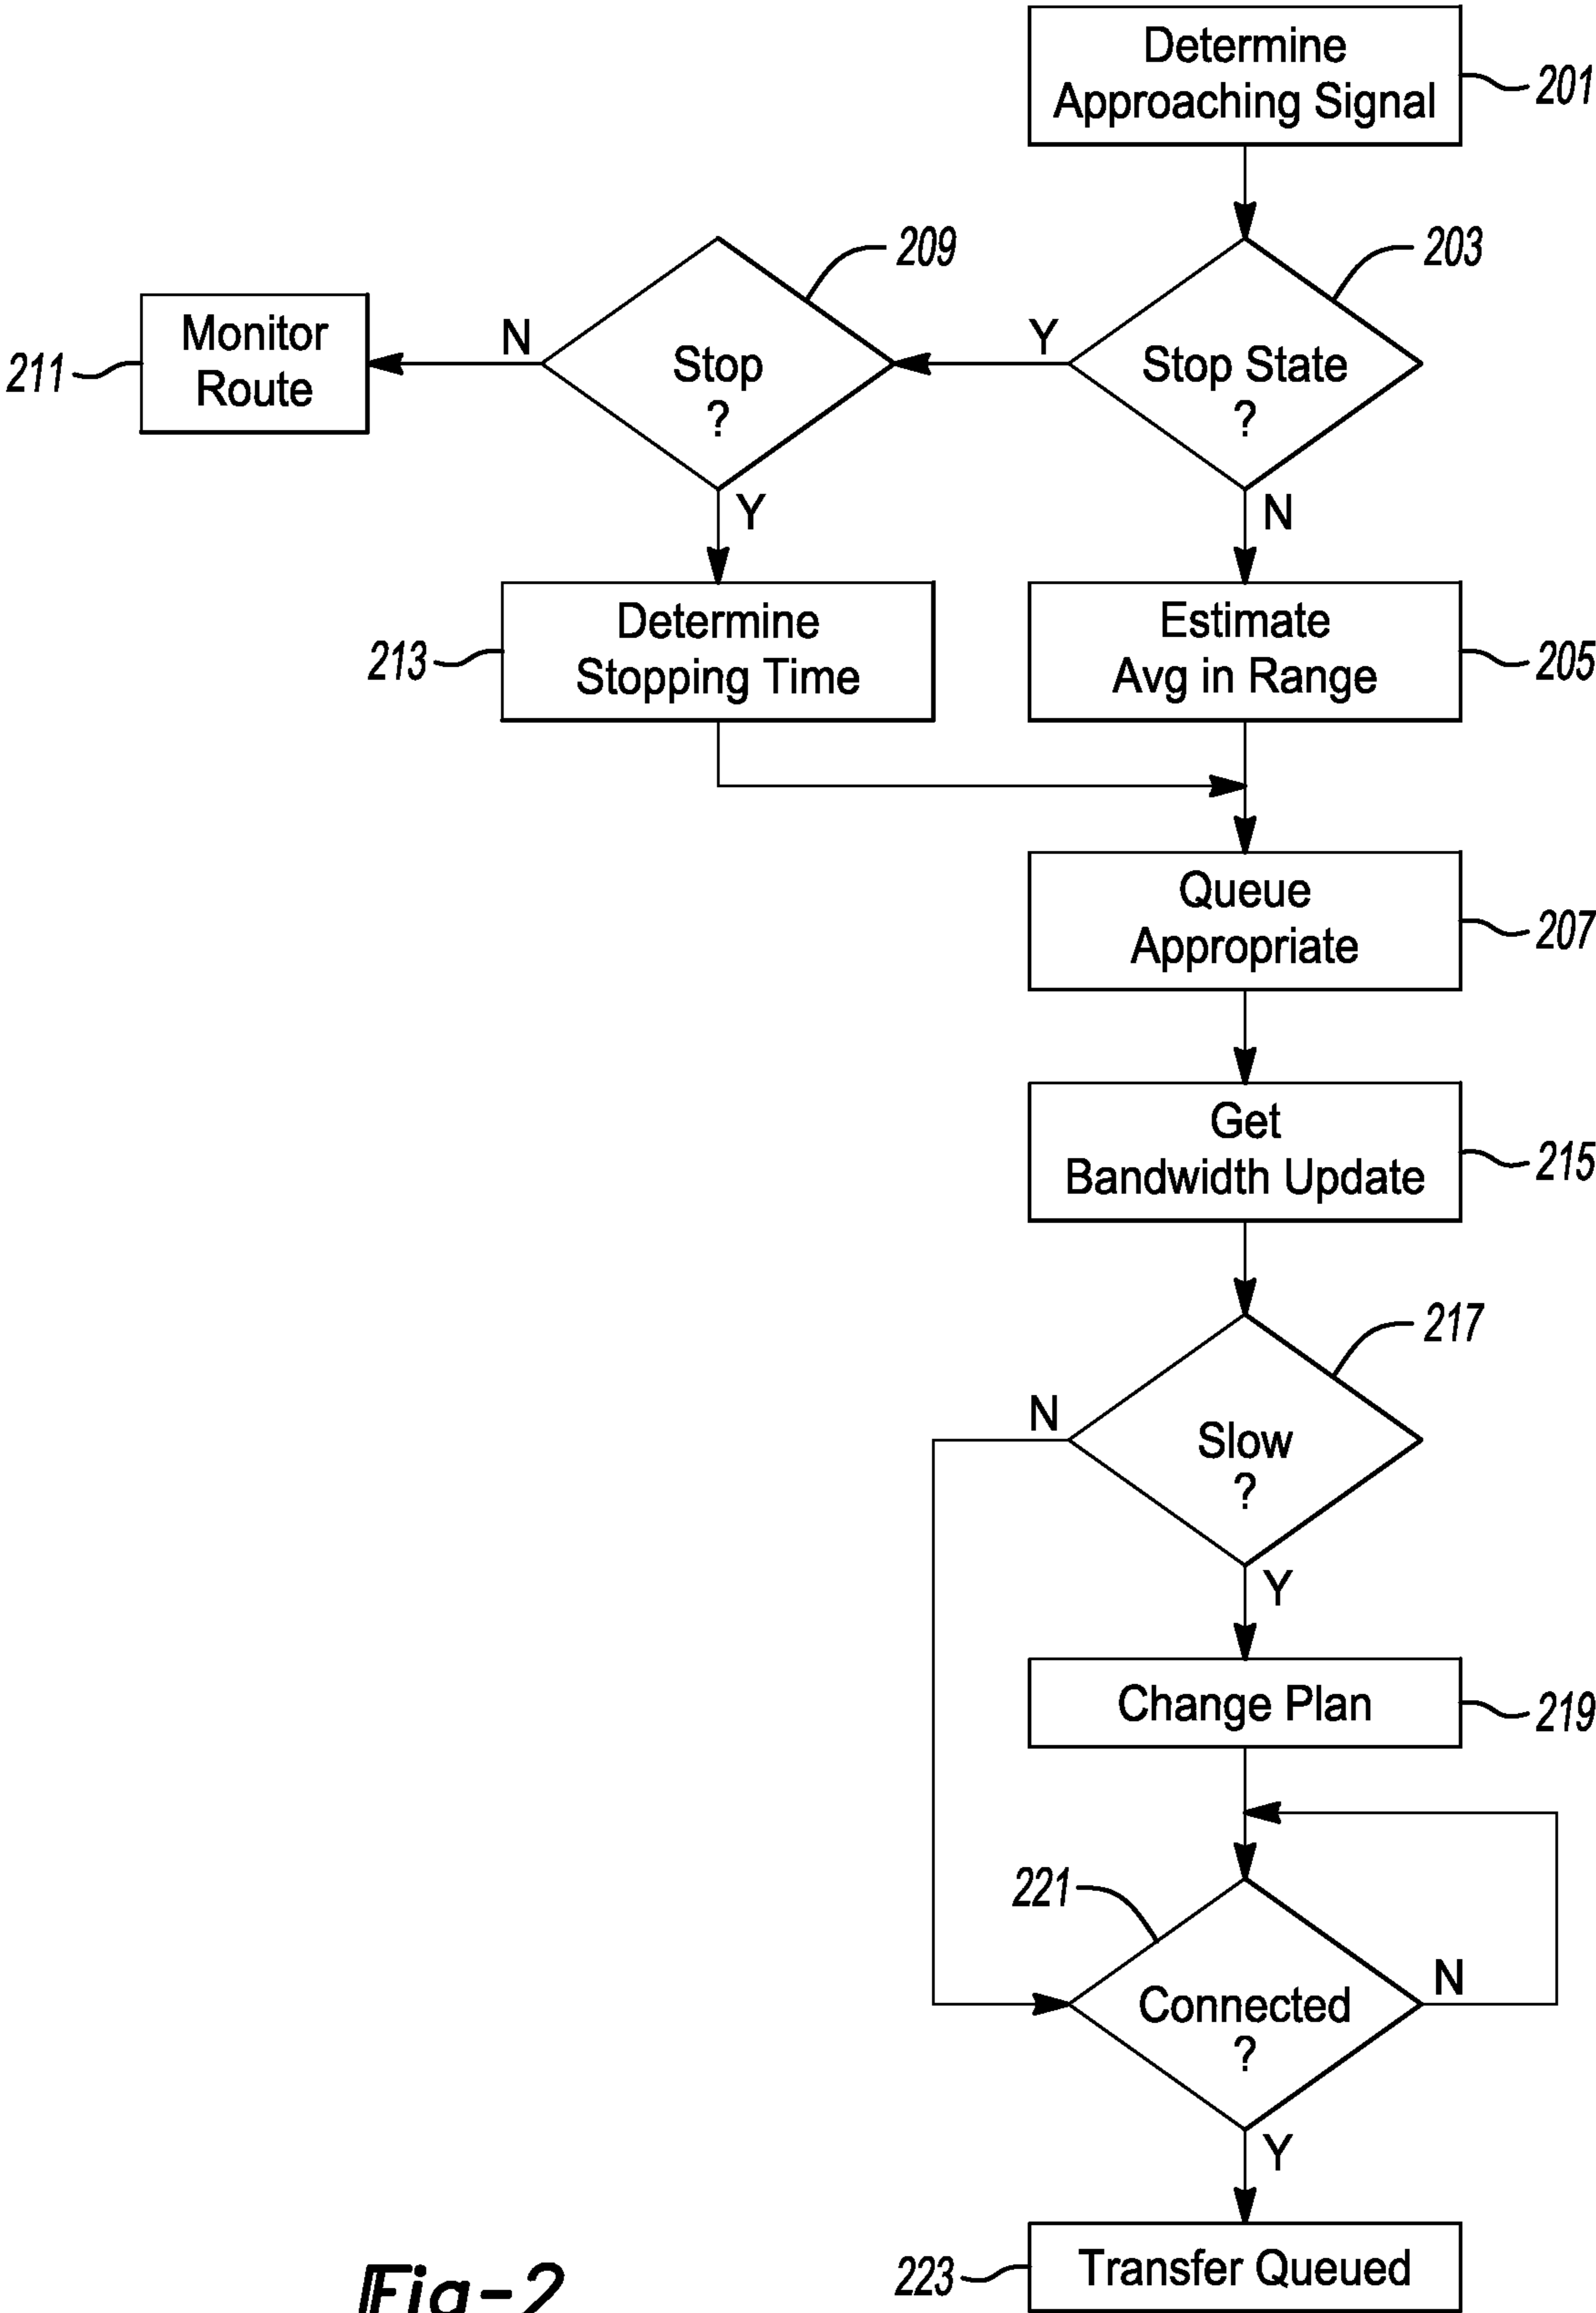 Determine
Approaching Signal
201
209
203
Monitor
Route
211
N
Stop
?
Y
Stop State
?
Y
N
Determine
Stopping Time
213
Estimate
Avg in Range
205
Queue
Appropriate
207
Get
Bandwidth Update
215
217
N
Slow
?
Y
Change Plan
219
221
Connected
?
N
Y
Transfer Queued
223
Fig-2